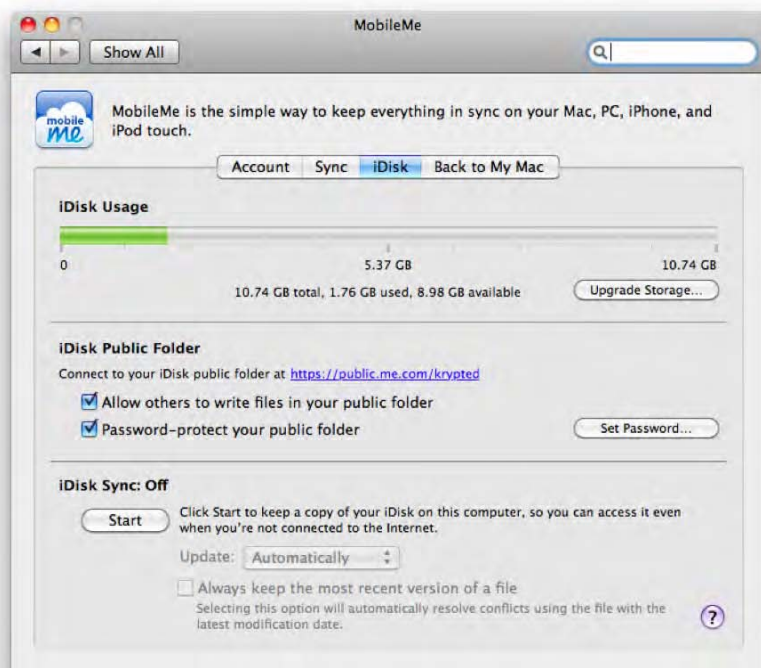 MobileMe
Show All
mobile
me
MobileMe is the simple way to keep everything in sync on your Mac, PC, iPhone, and
iPod touch.
Account Sync iDisk Back to My Mac
iDisk Usage
0 5.37 GB 10.74 GB
10.74 GB total, 1.76 GB used, 8.98 GB available Upgrade Storage...
iDisk Public Folder
Connect to your iDisk public folder at https://public.me.com/krypted
Allow others to write files in your public folder
Password-protect your public folder Set Password...
iDisk Sync: Off
Start Click Start to keep a copy of your iDisk on this computer, so you can access it even
when you're not connected to the Internet.
Update: Automatically
Always keep the most recent version of a file
Selecting this option will automatically resolve conflicts using the file with the
latest modification date.
?